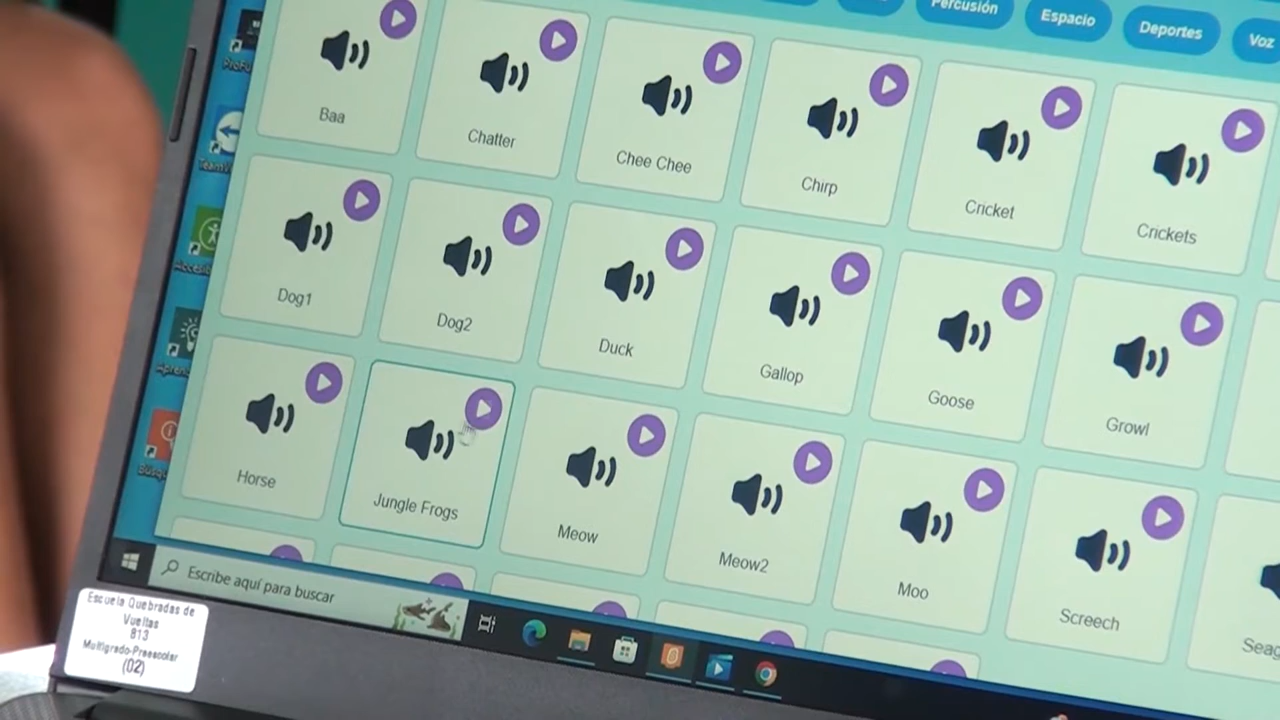 Percusión
Espacio
Deportes
Voz
Baa
Chatter
Chee Chee
Chirp
Cricket
Crickets
Dog1
Dog2
Duck
Gallop
Goose
Growl
Horse
Jungle Frogs
Meow
Meow2
Moo
Screech
Escribe aquí para buscar
Escuela Quebradas de
Vueltas
813
Multigrado-Preescolar
(02)